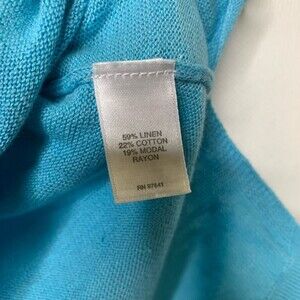 59% LINEN
22% COTTON
19% MODAL
RAYON
RN 97641